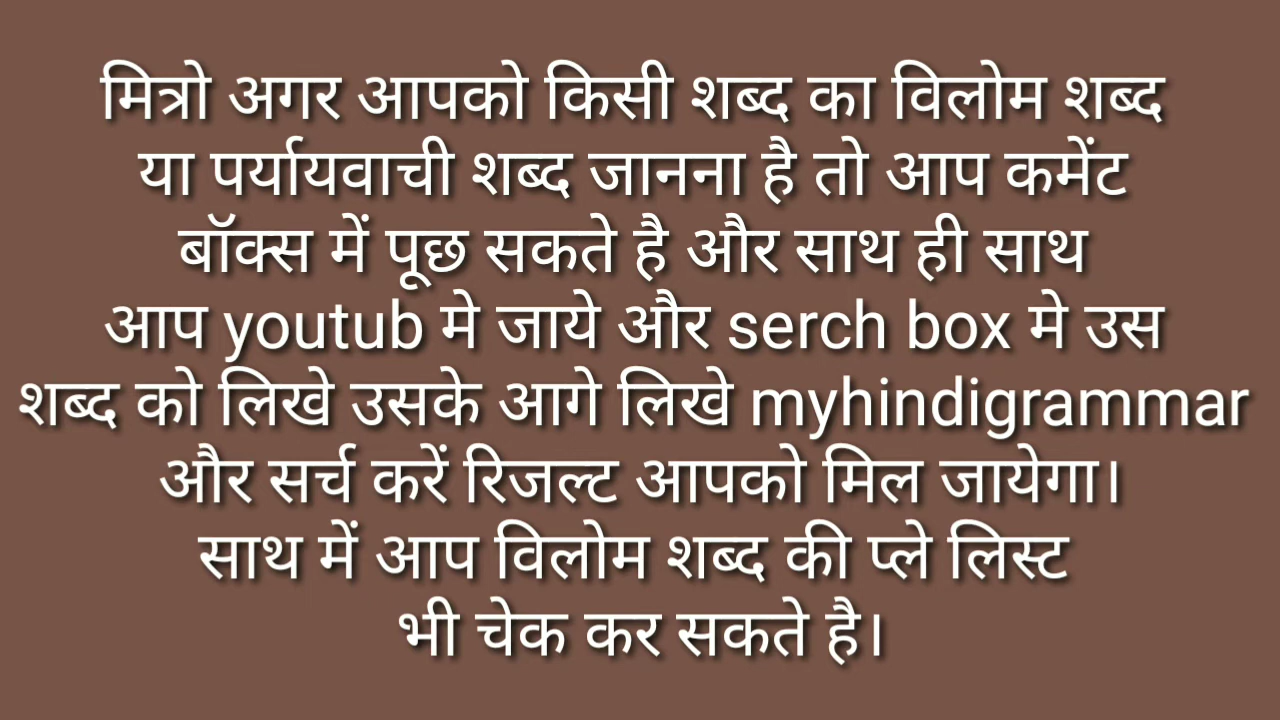 मित्रो अगर आपको किसी शब्द का विलोम शब्द
या पर्यायवाची शब्द जानना है तो आप कमेंट
बॉक्स में पूछ सकते है और साथ ही साथ
आप youtub मे जाये और serch box मे उस
शब्द को लिखे उसके आगे लिखे myhindigrammar
और सर्च करें रिजल्ट आपको मिल जायेगा।
साथ में आप विलोम शब्द की प्ले लिस्ट
भी चेक कर सकते है।